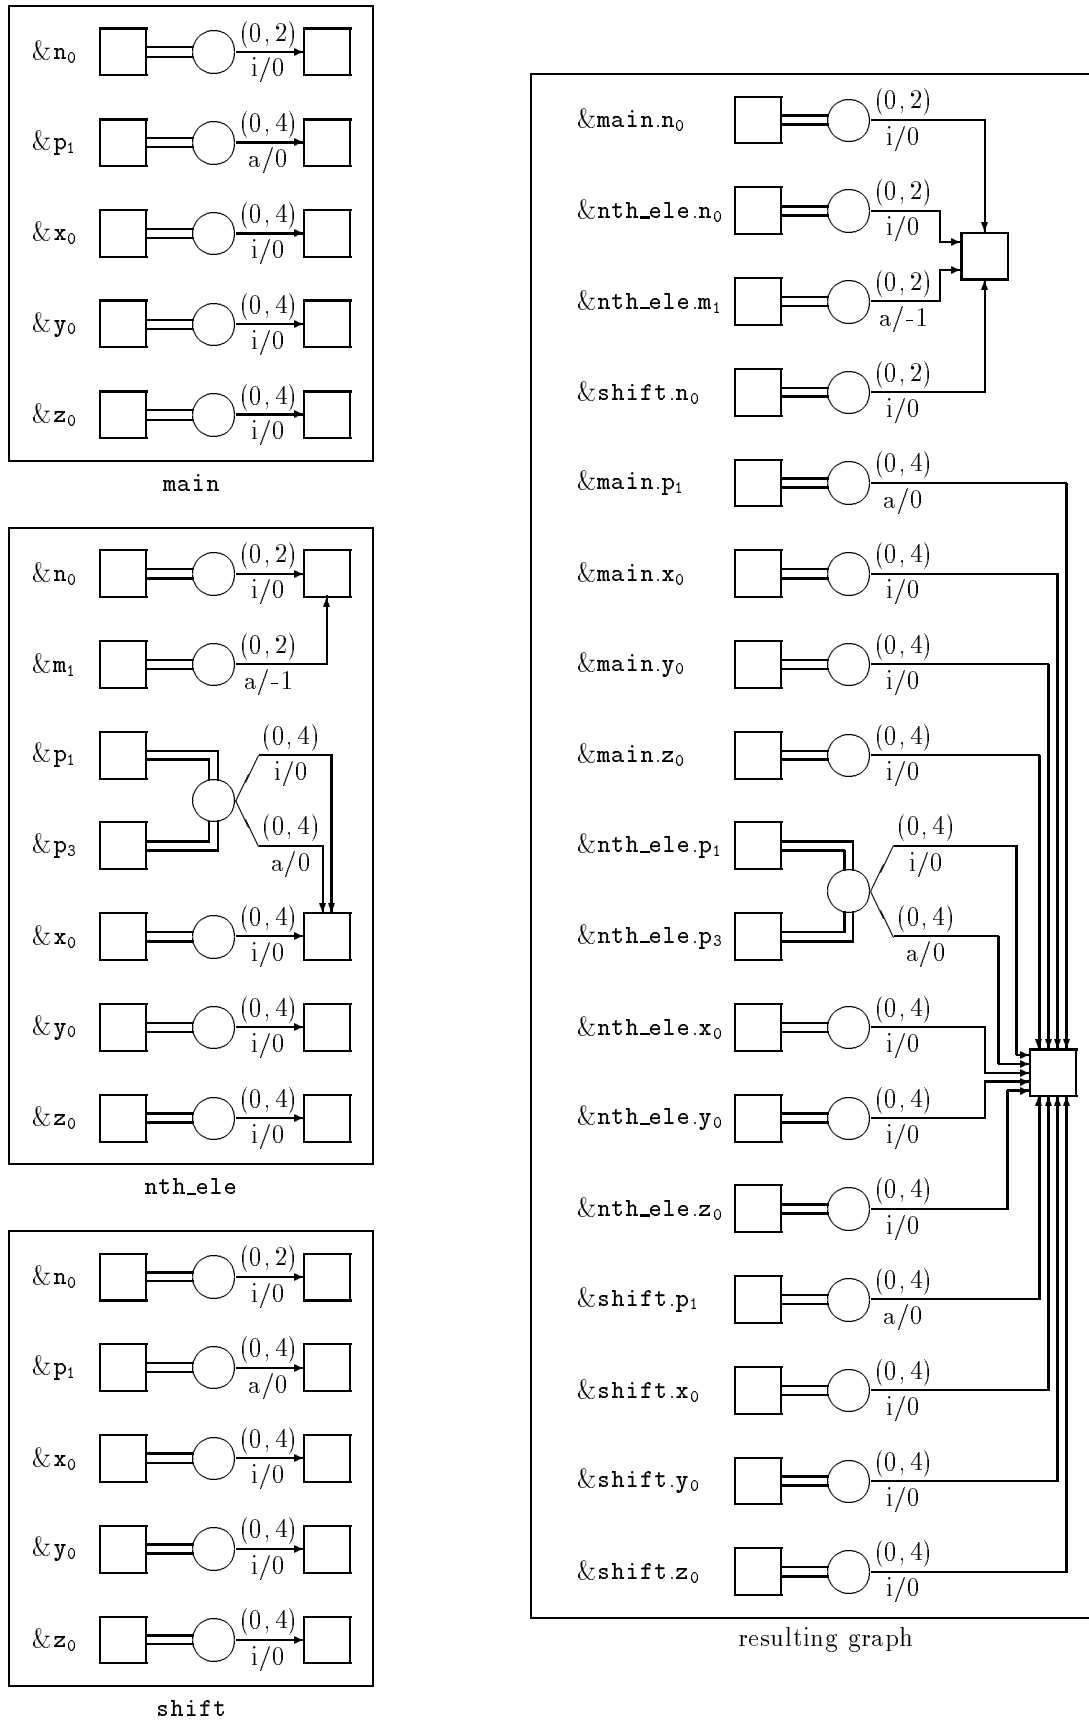 &n₀ (0, 2)
i/0
&p₁ (0, 4)
a/0
&x₀ (0, 4)
i/0
&y₀ (0, 4)
i/0
&z₀ (0, 4)
i/0
main
&n₀ (0, 2)
i/0
&m₁ (0, 2)
a/-1
&p₁ (0, 4)
i/0
&p₃ (0, 4)
a/0
&x₀ (0, 4)
i/0
&y₀ (0, 4)
i/0
&z₀ (0, 4)
i/0
nth_ele
&n₀ (0, 2)
i/0
&p₁ (0, 4)
a/0
&x₀ (0, 4)
i/0
&y₀ (0, 4)
i/0
&z₀ (0, 4)
i/0
shift
&main.n₀ (0, 2)
i/0
&nth_ele.n₀ (0, 2)
i/0
&nth_ele.m₁ (0, 2)
a/-1
&shift.n₀ (0, 2)
i/0
&main.p₁ (0, 4)
a/0
&main.x₀ (0, 4)
i/0
&main.y₀ (0, 4)
i/0
&main.z₀ (0, 4)
i/0
&nth_ele.p₁ (0, 4)
i/0
&nth_ele.p₃ (0, 4)
a/0
&nth_ele.x₀ (0, 4)
i/0
&nth_ele.y₀ (0, 4)
i/0
&nth_ele.z₀ (0, 4)
i/0
&shift.p₁ (0, 4)
a/0
&shift.x₀ (0, 4)
i/0
&shift.y₀ (0, 4)
i/0
&shift.z₀ (0, 4)
i/0
resulting graph